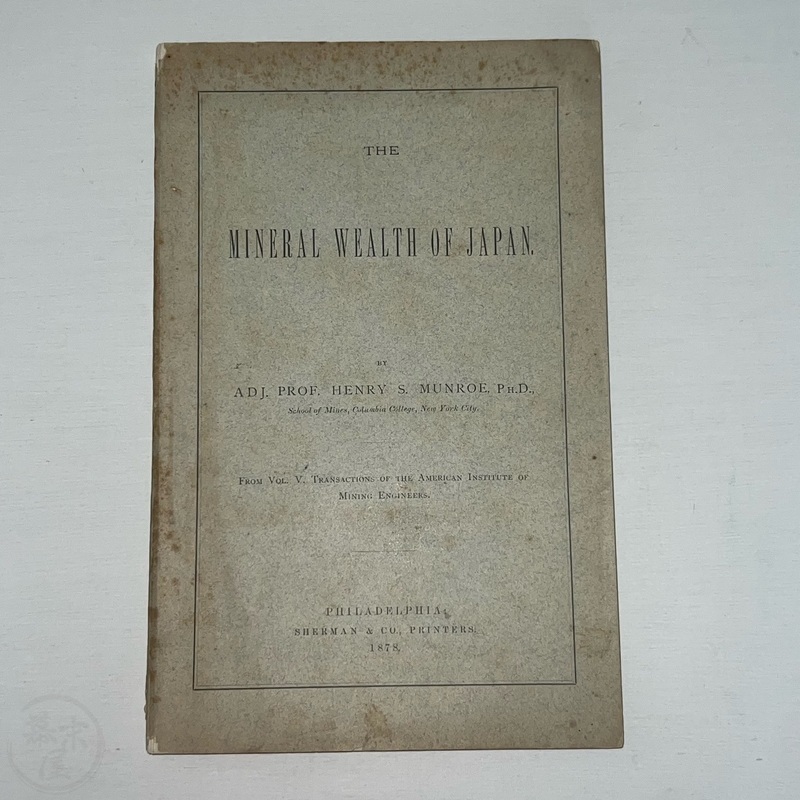 THE
MINERAL WEALTH OF JAPAN.
BY
ADJ. PROF. HENRY S. MUNROE, PH.D.,
School of Mines, Columbia College, New York City.
FROM VOL. V, TRANSACTIONS OF THE AMERICAN INSTITUTE OF
MINING ENGINEERS.
PHILADELPHIA:
SHERMAN & CO., PRINTERS.
1878.